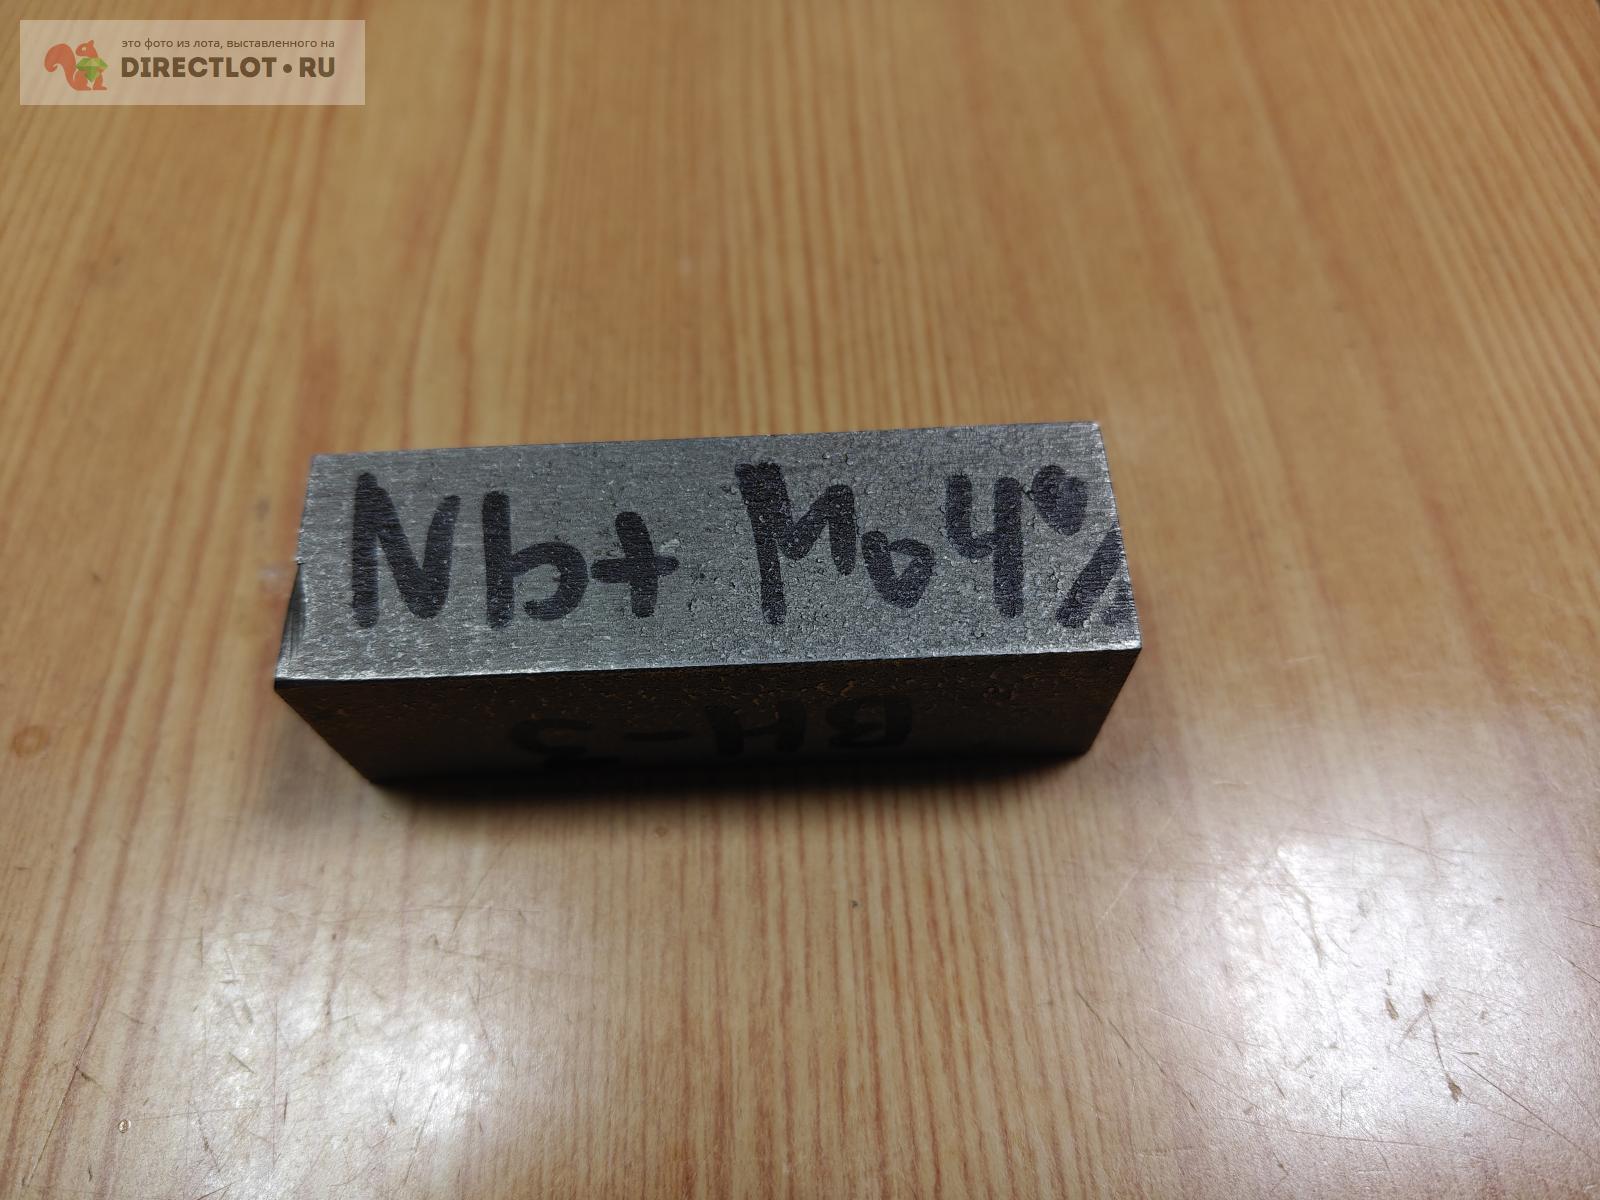 это фото из лота, выставленного на
DIRECTLOT•RU
Nb+ Mo4%
ВН-3